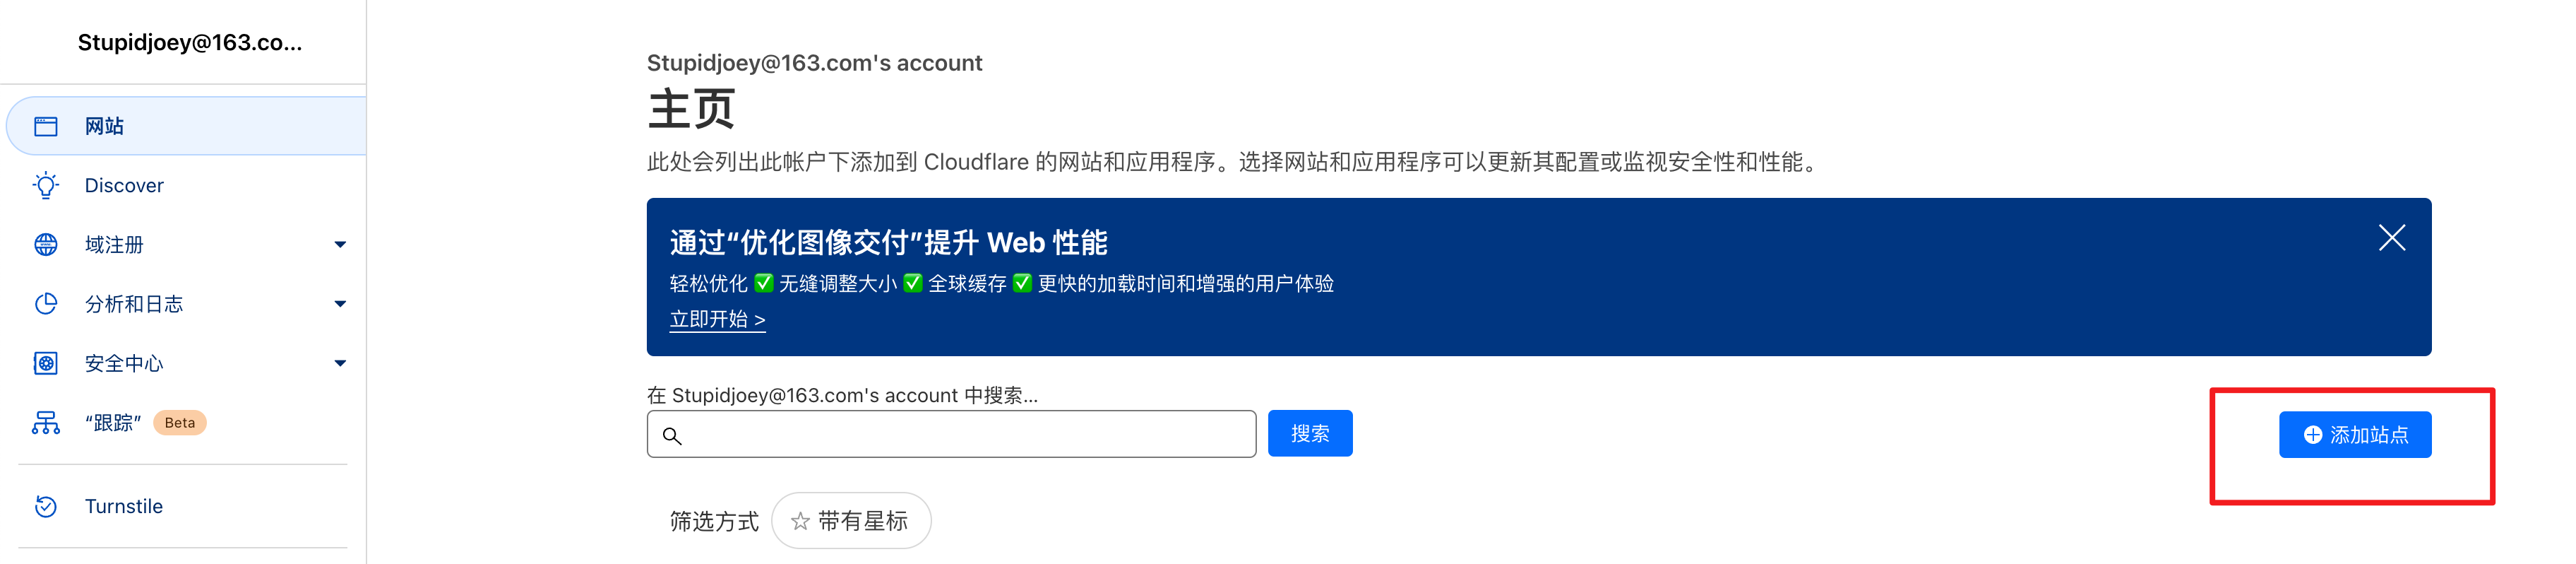 Stupidjoey@163.co...
网站
Discover
域注册
分析和日志
安全中心
“跟踪” Beta
Turnstile
Stupidjoey@163.com's account
主页
此处会列出此帐户下添加到 Cloudflare 的网站和应用程序。选择网站和应用程序可以更新其配置或监视安全性和性能。
通过“优化图像交付”提升 Web 性能
轻松优化 ✅ 无缝调整大小 ✅ 全球缓存 ✅ 更快的加载时间和增强的用户体验
立即开始 >
在 Stupidjoey@163.com's account 中搜索...
搜索
添加站点
筛选方式 ☆ 带有星标